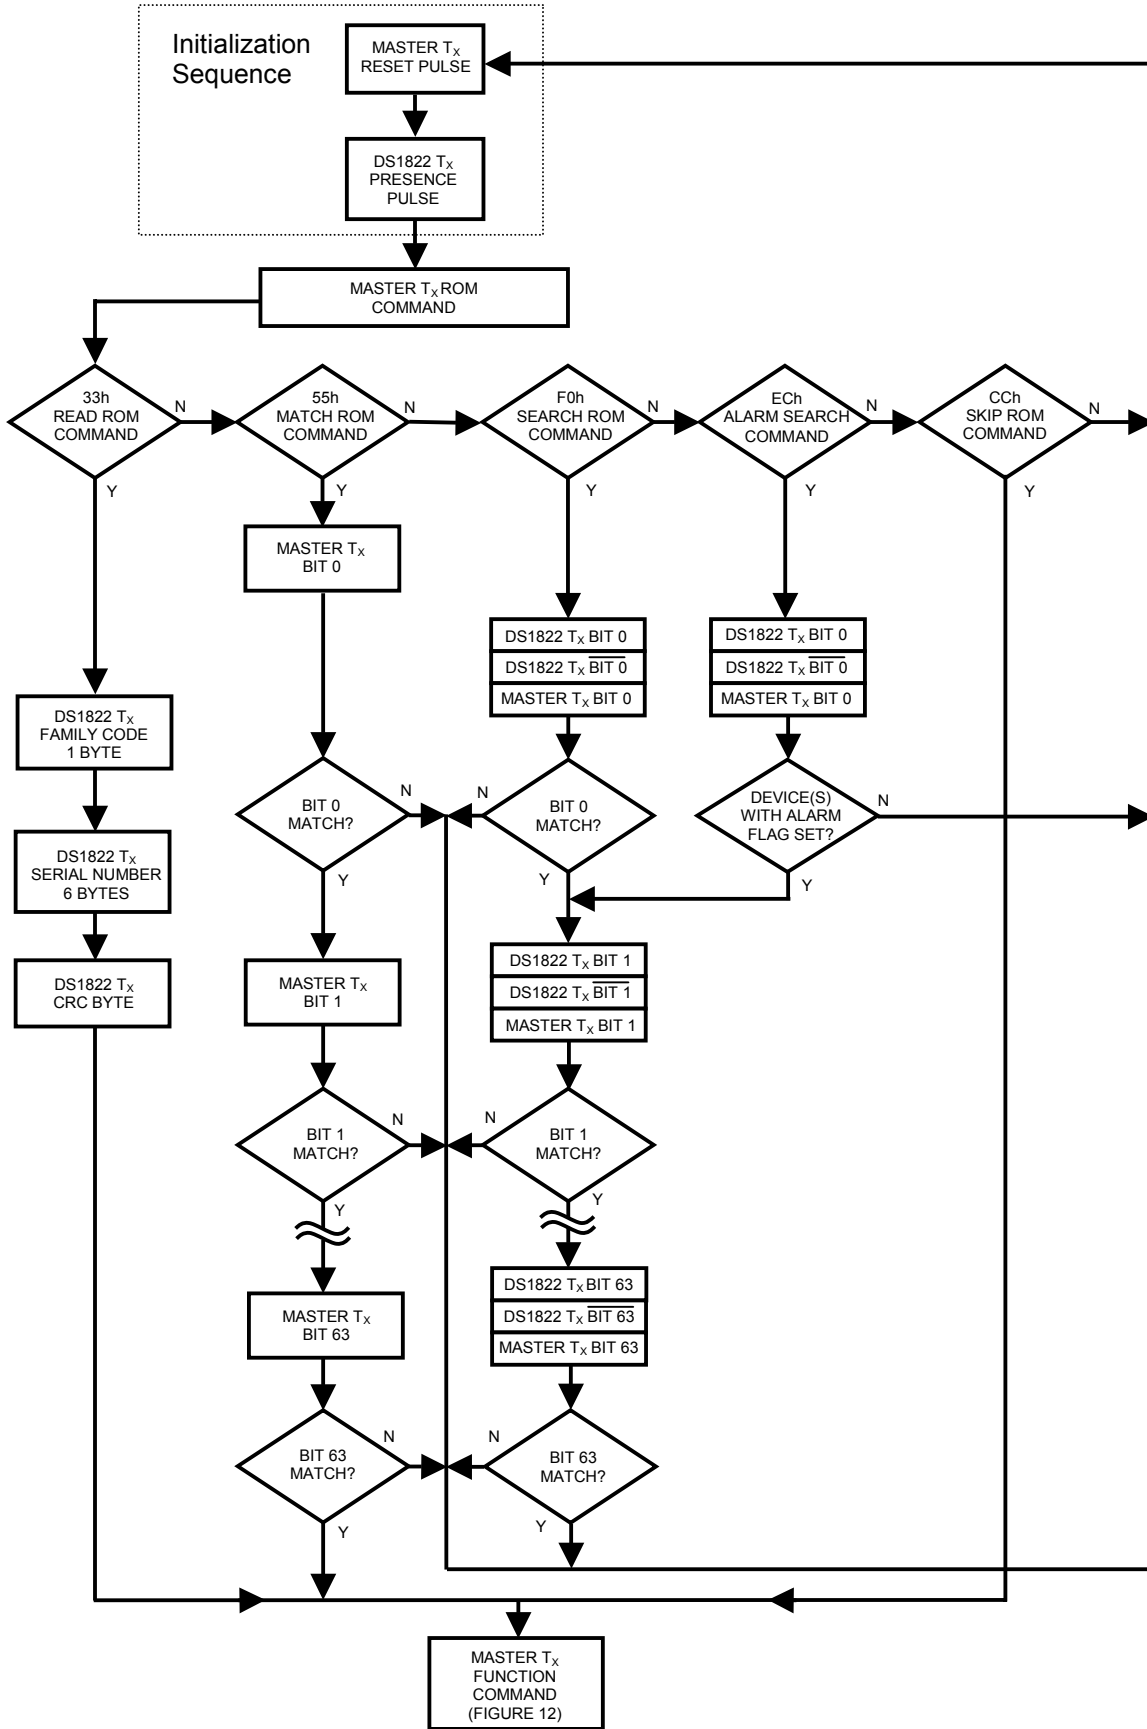 Initialization
Sequence
MASTER TX
RESET PULSE
DS1822 TX
PRESENCE
PULSE
MASTER TX ROM
COMMAND
33h
READ ROM
COMMAND
N
Y
55h
MATCH ROM
COMMAND
N
Y
F0h
SEARCH ROM
COMMAND
N
Y
ECh
ALARM SEARCH
COMMAND
N
Y
CCh
SKIP ROM
COMMAND
N
Y
MASTER TX
BIT 0
DS1822 TX BIT 0
DS1822 TX BIT 0
MASTER TX BIT 0
DS1822 TX BIT 0
DS1822 TX BIT 0
MASTER TX BIT 0
DS1822 TX
FAMILY CODE
1 BYTE
DS1822 TX
SERIAL NUMBER
6 BYTES
DS1822 TX
CRC BYTE
BIT 0
MATCH?
N
Y
BIT 0
MATCH?
N
Y
DEVICE(S)
WITH ALARM
FLAG SET?
N
Y
MASTER TX
BIT 1
DS1822 TX BIT 1
DS1822 TX BIT 1
MASTER TX BIT 1
BIT 1
MATCH?
N
Y
BIT 1
MATCH?
N
Y
MASTER TX
BIT 63
DS1822 TX BIT 63
DS1822 TX BIT 63
MASTER TX BIT 63
BIT 63
MATCH?
N
Y
BIT 63
MATCH?
N
Y
MASTER TX
FUNCTION
COMMAND
(FIGURE 12)